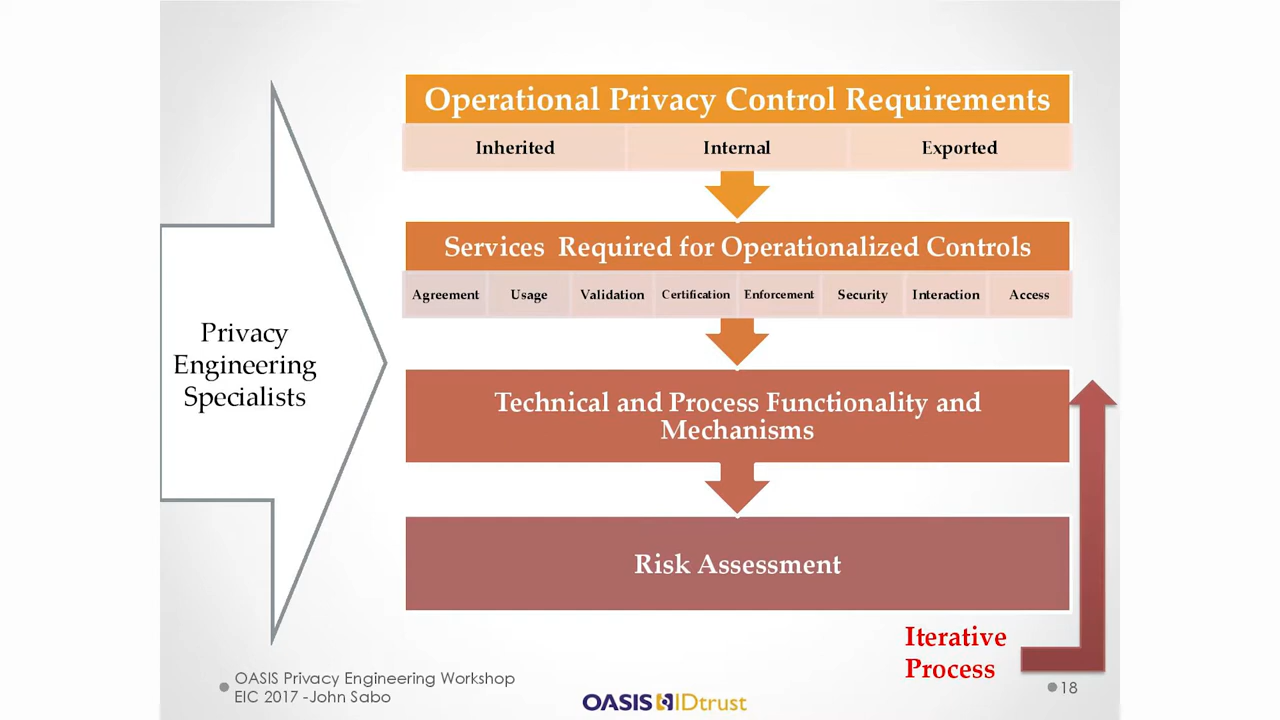 Operational Privacy Control Requirements
Inherited Internal Exported
Services Required for Operationalized Controls
Agreement Usage Validation Certification Enforcement Security Interaction Access
Privacy
Engineering
Specialists
Technical and Process Functionality and
Mechanisms
Risk Assessment
Iterative
Process
OASIS Privacy Engineering Workshop
EIC 2017 -John Sabo
OASIS IDtrust
18